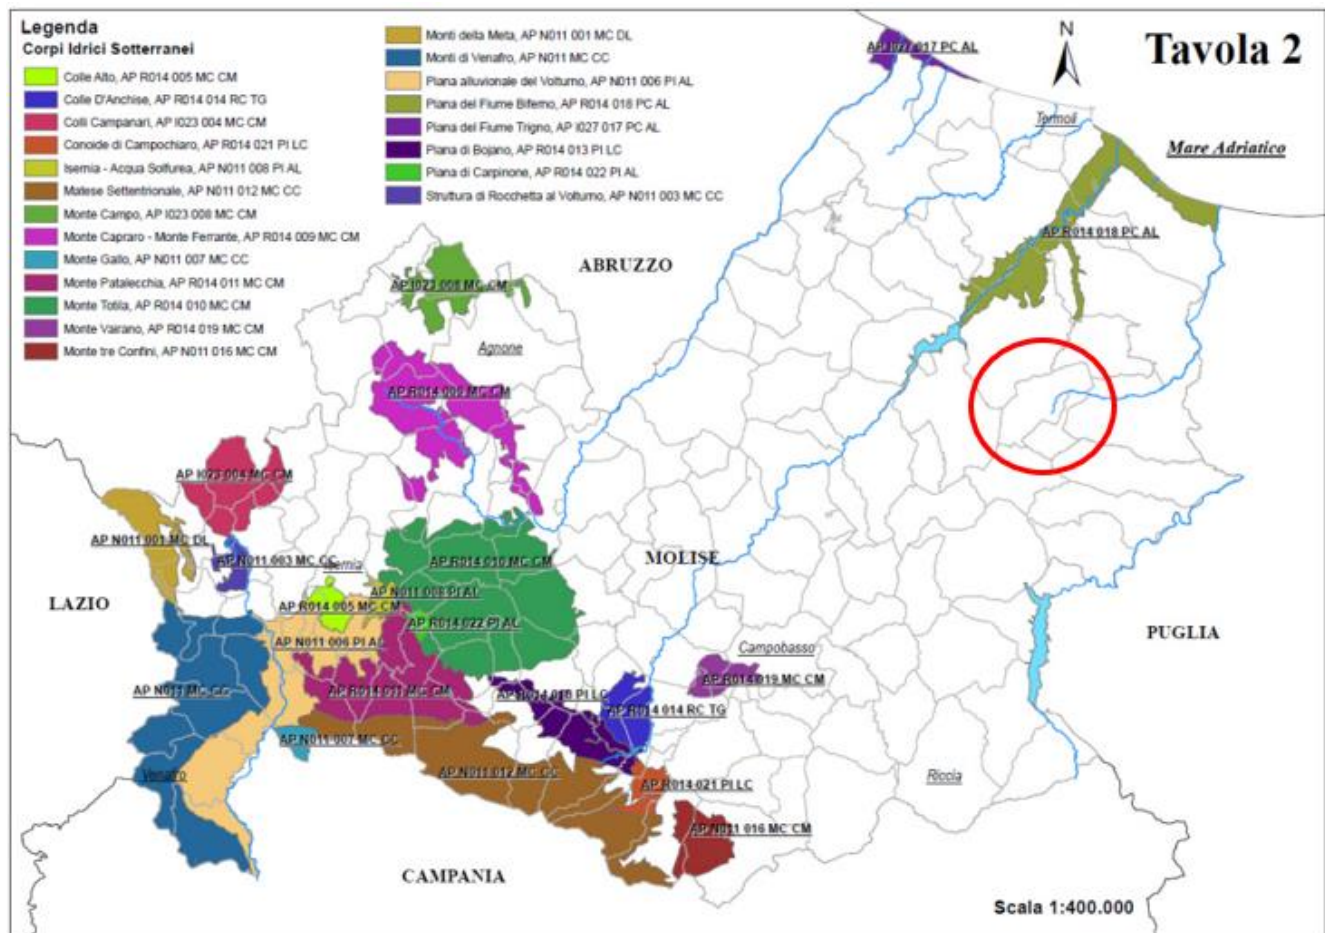 Legenda
Corpi Idrici Sotterranei
Colle Alto, AP R014 005 MC CM
Colle D'Anchise, AP R014 014 RC TG
Colli Campanari, AP I023 004 MC CM
Conoide di Campochiaro, AP R014 021 PI LC
Isernia - Acqua Solfurea, AP N011 008 PI AL
Matese Settentrionale, AP N011 012 MC CC
Monte Campo, AP I023 008 MC CM
Monte Capraro - Monte Ferrante, AP R014 009 MC CM
Monte Gallo, AP N011 007 MC CC
Monte Patalecchia, AP R014 011 MC CM
Monte Totila, AP R014 010 MC CM
Monte Vairano, AP R014 019 MC CM
Monte tre Confini, AP N011 016 MC CM
Monti della Meta, AP N011 001 MC DL
Monti di Venafro, AP N011 MC CC
Piana alluvionale del Volturno, AP N011 006 PI AL
Piana del Fiume Biferno, AP R014 018 PC AL
Piana del Fiume Trigno, AP I027 017 PC AL
Piana di Bojano, AP R014 013 PI LC
Piana di Carpinone, AP R014 022 PI AL
Struttura di Rocchetta al Volturno, AP N011 003 MC CC
AP I027 017 PC AL
N
Tavola 2
Termoli
Mare Adriatico
AP R014 018 PC AL
ABRUZZO
AP I023 008 MC CM
Agnone
AP R014 009 MC CM
AP I023 004 MC CM
AP N011 001 MC DL
AP N011 003 MC CC
Isernia
AP R014 010 MC CM
MOLISE
LAZIO
AP N011 008 PI AL
AP R014 005 MC CM
AP R014 022 PI AL
PUGLIA
AP N011 006 PI AL
Campobasso
AP R014 019 MC CM
AP N011 MC CC
AP R014 011 MC CM
AP R014 014 RC TG
AP N011 007 MC CC
Venafro
AP N011 012 MC CC
AP R014 021 PI LC
Riccia
AP N011 016 MC CM
CAMPANIA
Scala 1:400.000